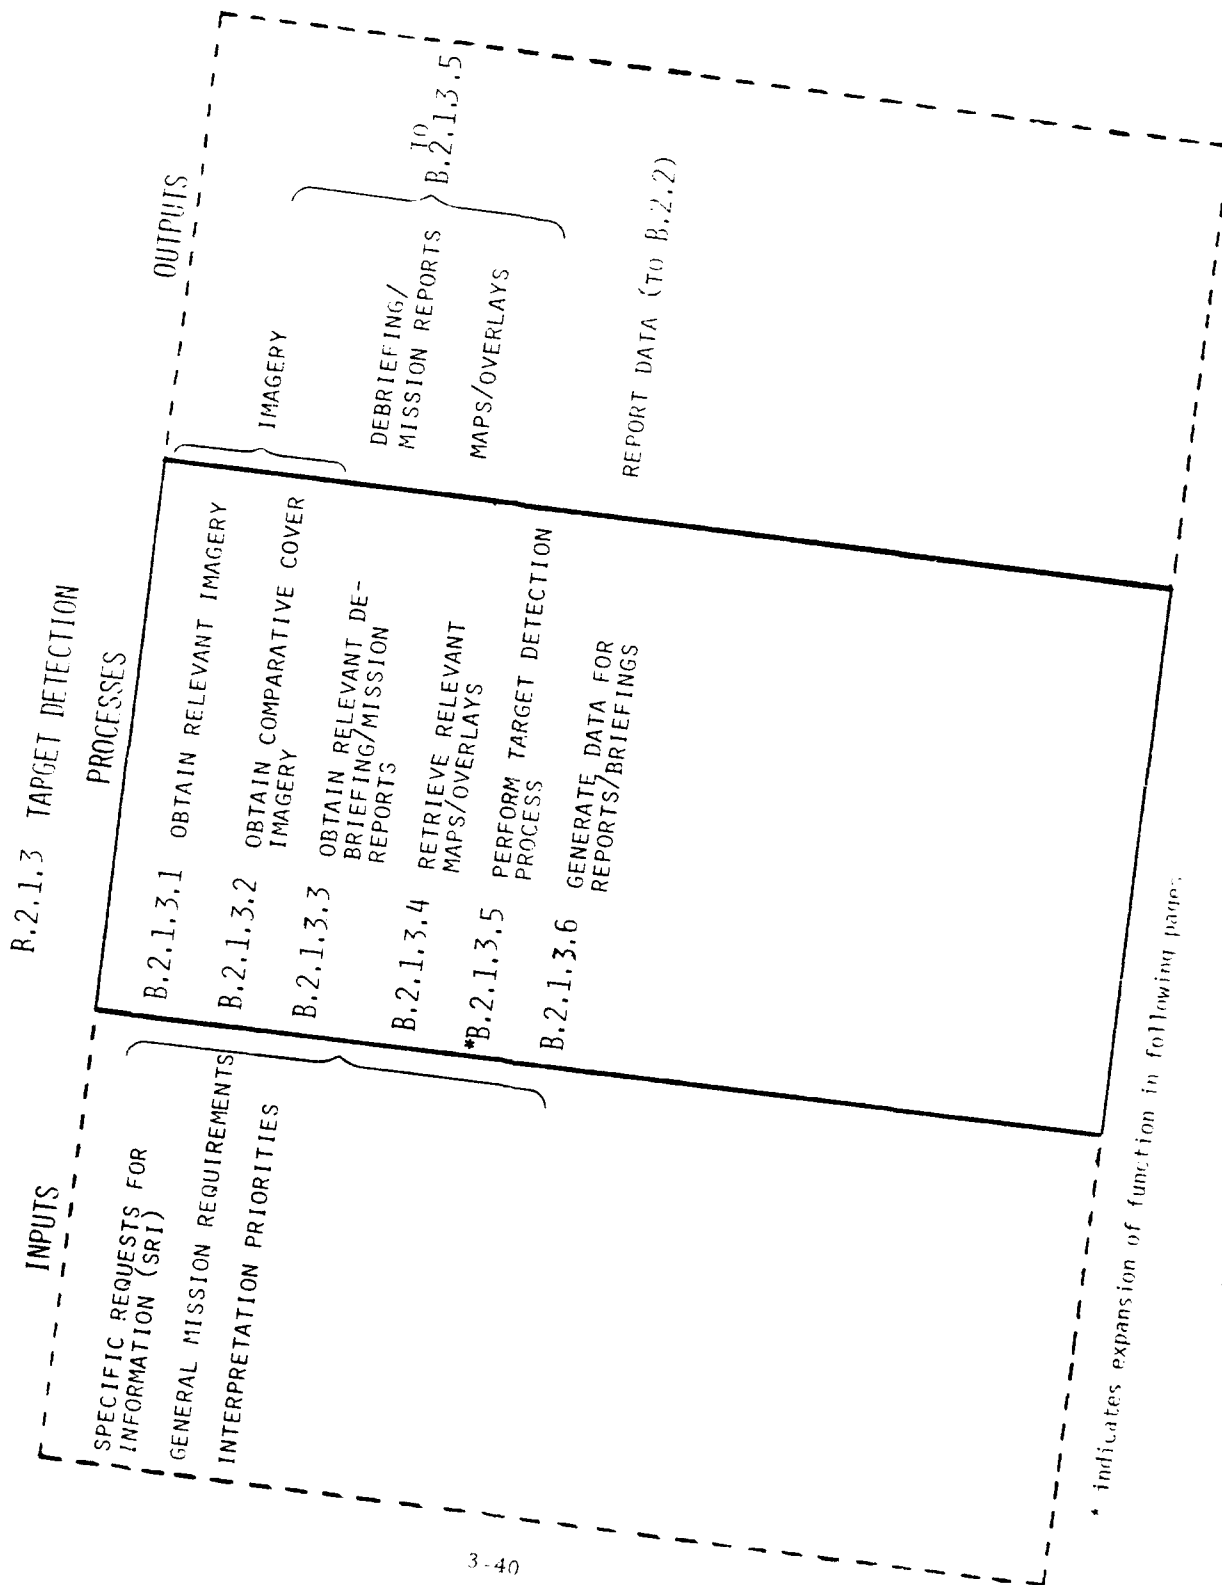 B.2.1.3 TARGET DETECTION
INPUTS
PROCESSES
OUTPUTS
SPECIFIC REQUESTS FOR
INFORMATION (SRI)
GENERAL MISSION REQUIREMENTS
INTERPRETATION PRIORITIES
B.2.1.3.1 OBTAIN RELEVANT IMAGERY
B.2.1.3.2 OBTAIN COMPARATIVE COVER
IMAGERY
B.2.1.3.3 OBTAIN RELEVANT DE-
BRIEFING/MISSION
REPORTS
B.2.1.3.4 RETRIEVE RELEVANT
MAPS/OVERLAYS
*B.2.1.3.5 PERFORM TARGET DETECTION
PROCESS
B.2.1.3.6 GENERATE DATA FOR
REPORTS/BRIEFINGS
IMAGERY
DEBRIEFING/
MISSION REPORTS
MAPS/OVERLAYS
TO
B.2.1.3.5
REPORT DATA (TO B.2.2)
* indicates expansion of function in following pages
3-40